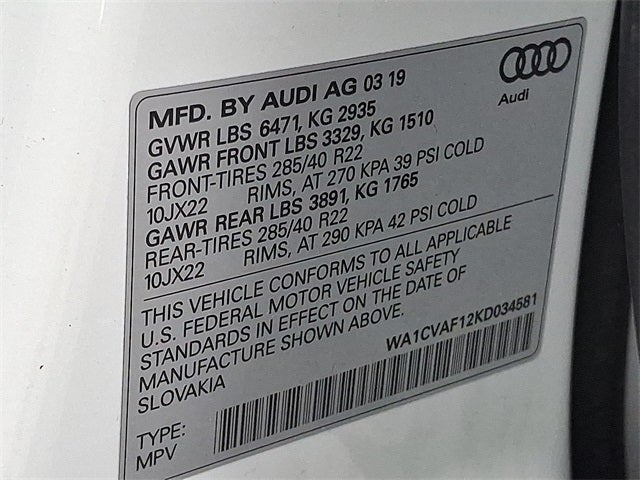 MFD. BY AUDI AG 03 19
GVWR LBS 6471, KG 2935
GAWR FRONT LBS 3329, KG 1510
FRONT-TIRES 285/40 R22
10JX22 RIMS, AT 270 KPA 39 PSI COLD
GAWR REAR LBS 3891, KG 1765
REAR-TIRES 285/40 R22
10JX22 RIMS, AT 290 KPA 42 PSI COLD
Audi
THIS VEHICLE CONFORMS TO ALL APPLICABLE
U.S. FEDERAL MOTOR VEHICLE SAFETY
STANDARDS IN EFFECT ON THE DATE OF
MANUFACTURE SHOWN ABOVE.
SLOVAKIA
WA1CVAF12KD034581
TYPE:
MPV